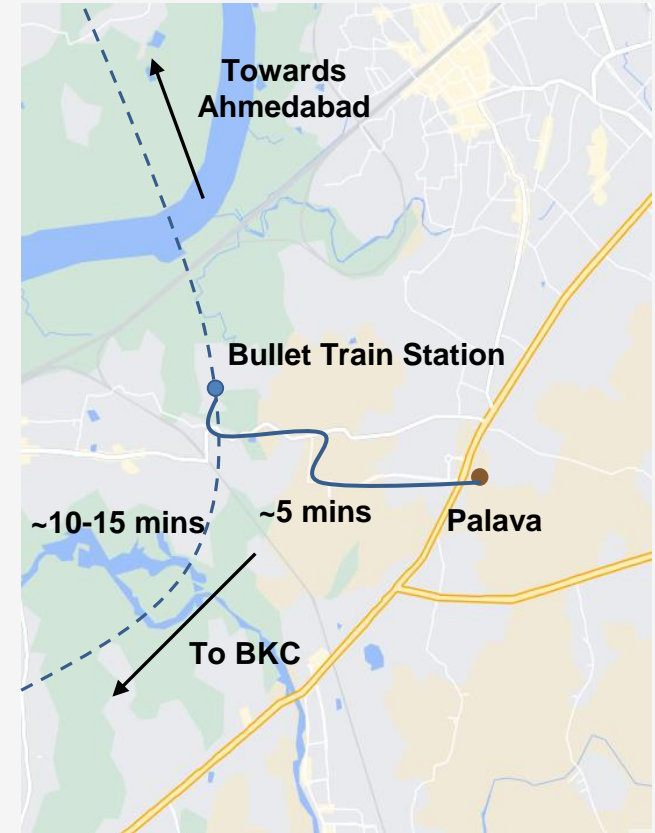 Towards
Ahmedabad
Bullet Train Station
~10-15 mins
~5 mins
Palava
To BKC